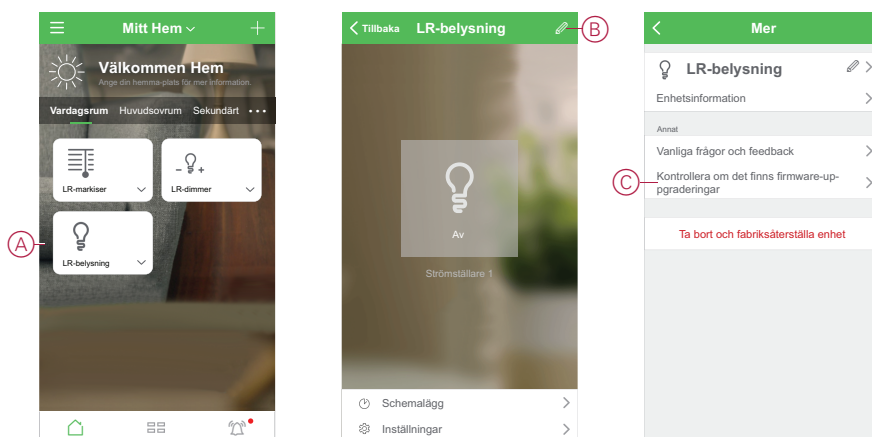 Mitt Hem
Välkommen Hem
Ange din hemma-plats för mer information.
Vardagsrum Huvudsovrum Sekundärt
LR-markiser
LR-dimmer
LR-belysning
A
Tillbaka LR-belysning
B
Av
Strömställare 1
Schemalägg
Inställningar
Mer
LR-belysning
Enhetsinformation
Annat
Vanliga frågor och feedback
C
Kontrollera om det finns firmware-up-
pgraderingar
Ta bort och fabriksåterställa enhet